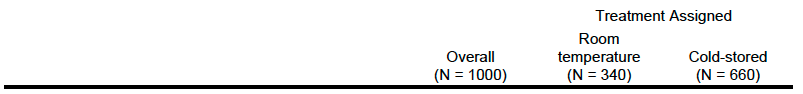 Treatment Assigned
Room
Overall temperature Cold-stored
(N = 1000) (N = 340) (N = 660)